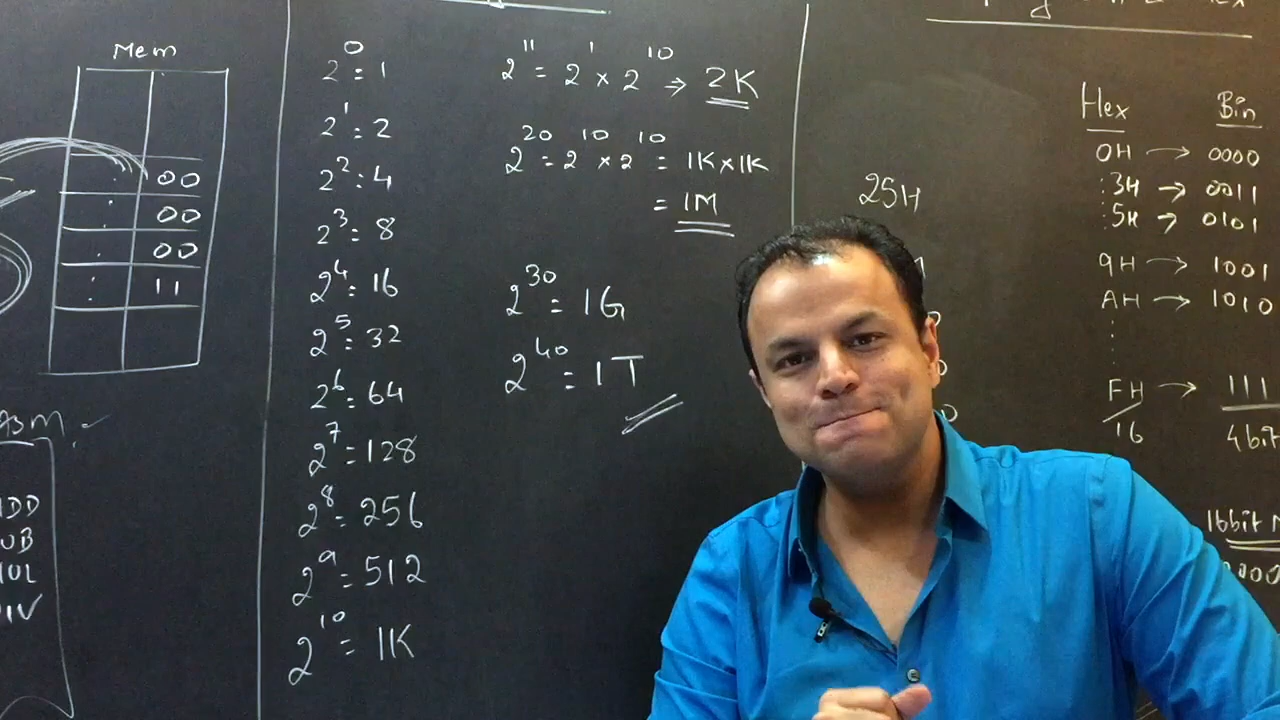 Mem
00
00
00
11
Asm
ADD
SUB
MUL
DIV
2^0 = 1
2^1 = 2
2^2 = 4
2^3 = 8
2^4 = 16
2^5 = 32
2^6 = 64
2^7 = 128
2^8 = 256
2^9 = 512
2^10 = 1K
2^11 = 2^1 × 2^10 → 2K
2^20 = 2^10 × 2^10 = 1K×1K
= 1M
2^30 = 1G
2^40 = 1T
25H
Hex Bin
0H → 0000
3H → 0011
5H → 0101
9H → 1001
AH → 1010
FH → 111
16 4bit
16bit
0000